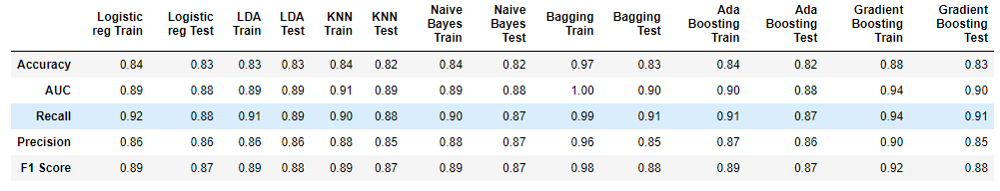 Logistic reg Train Logistic reg Test LDA Train LDA Test KNN Train KNN Test Naive Bayes Train Naive Bayes Test Bagging Train Bagging Test Ada Boosting Train Ada Boosting Test Gradient Boosting Train Gradient Boosting Test
Accuracy 0.84 0.83 0.83 0.83 0.84 0.82 0.84 0.82 0.97 0.83 0.84 0.82 0.88 0.83
AUC 0.89 0.88 0.89 0.89 0.91 0.89 0.89 0.88 1.00 0.90 0.90 0.88 0.94 0.90
Recall 0.92 0.88 0.91 0.89 0.90 0.88 0.90 0.87 0.99 0.91 0.91 0.87 0.94 0.91
Precision 0.86 0.86 0.86 0.86 0.88 0.85 0.88 0.87 0.96 0.85 0.87 0.86 0.90 0.85
F1 Score 0.89 0.87 0.89 0.88 0.89 0.87 0.89 0.87 0.98 0.88 0.89 0.87 0.92 0.88